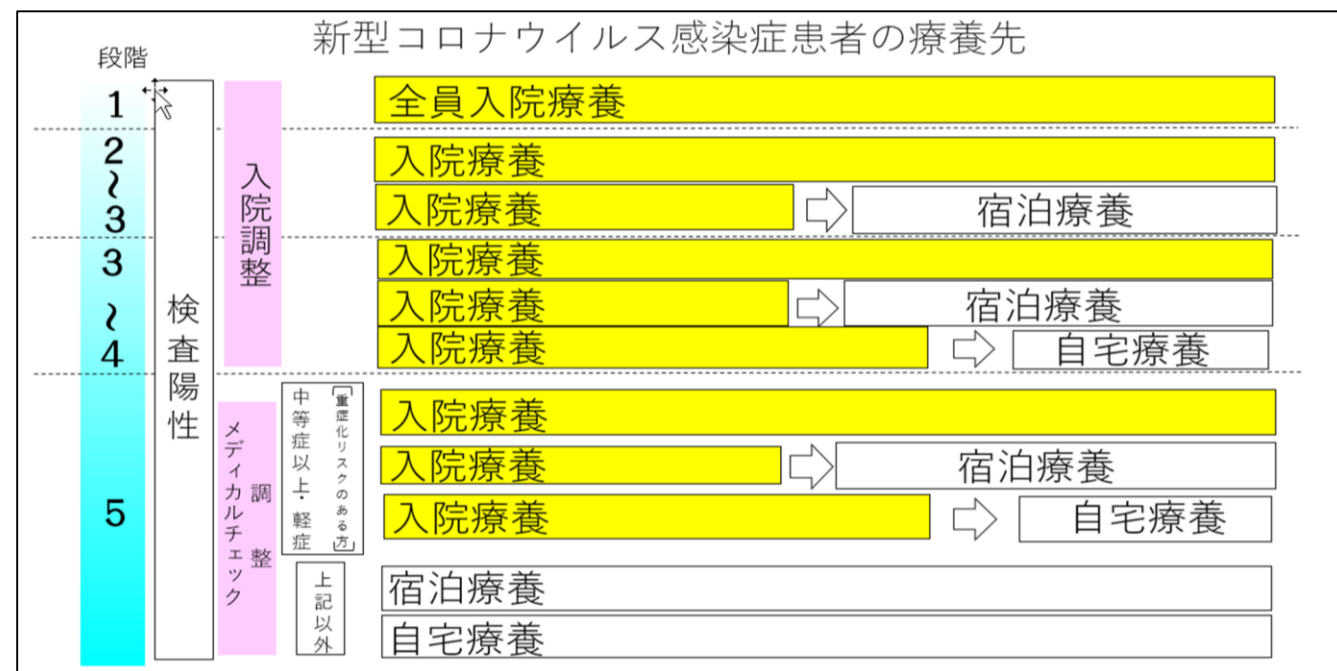 新型コロナウイルス感染症患者の療養先
段階
1
2
~
3
3
~
4
5
検査陽性
入院調整
メディカルチェック
調整
中等症以上・軽症
〔重症化リスクのある方〕
上記以外
全員入院療養
入院療養
入院療養
宿泊療養
入院療養
入院療養
宿泊療養
入院療養
自宅療養
入院療養
入院療養
宿泊療養
入院療養
自宅療養
宿泊療養
自宅療養